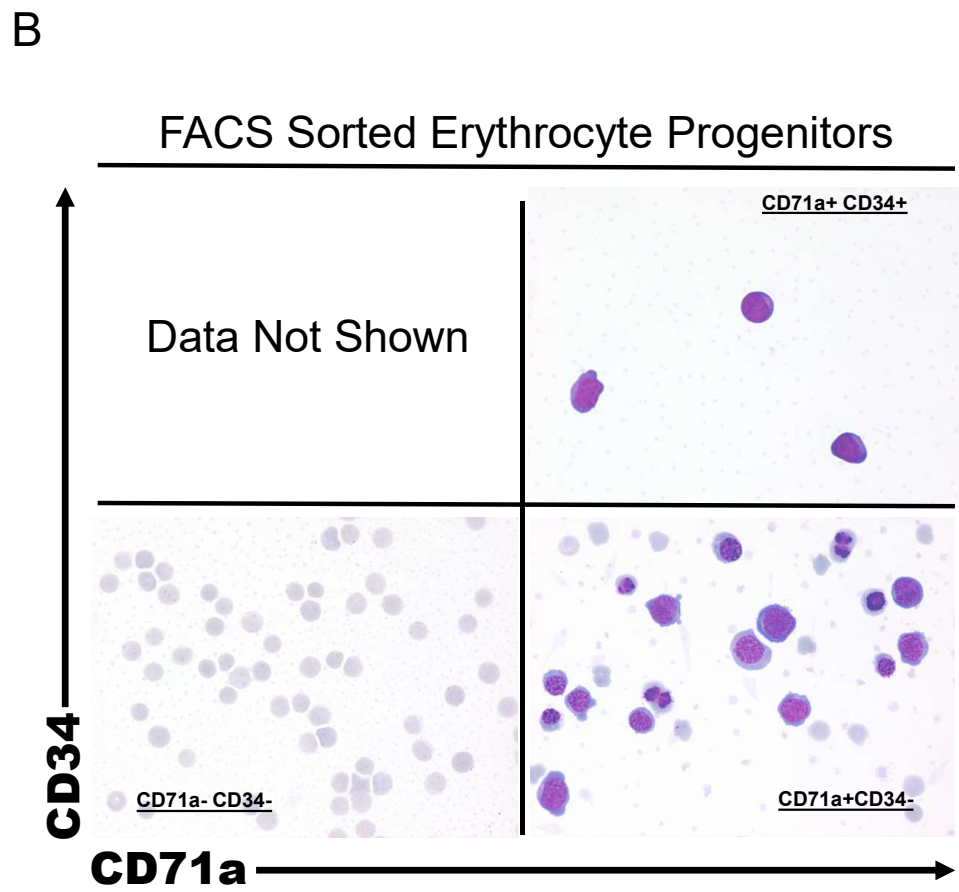 B
FACS Sorted Erythrocyte Progenitors
CD71a+ CD34+
Data Not Shown
CD34
CD71a- CD34-
CD71a+CD34-
CD71a